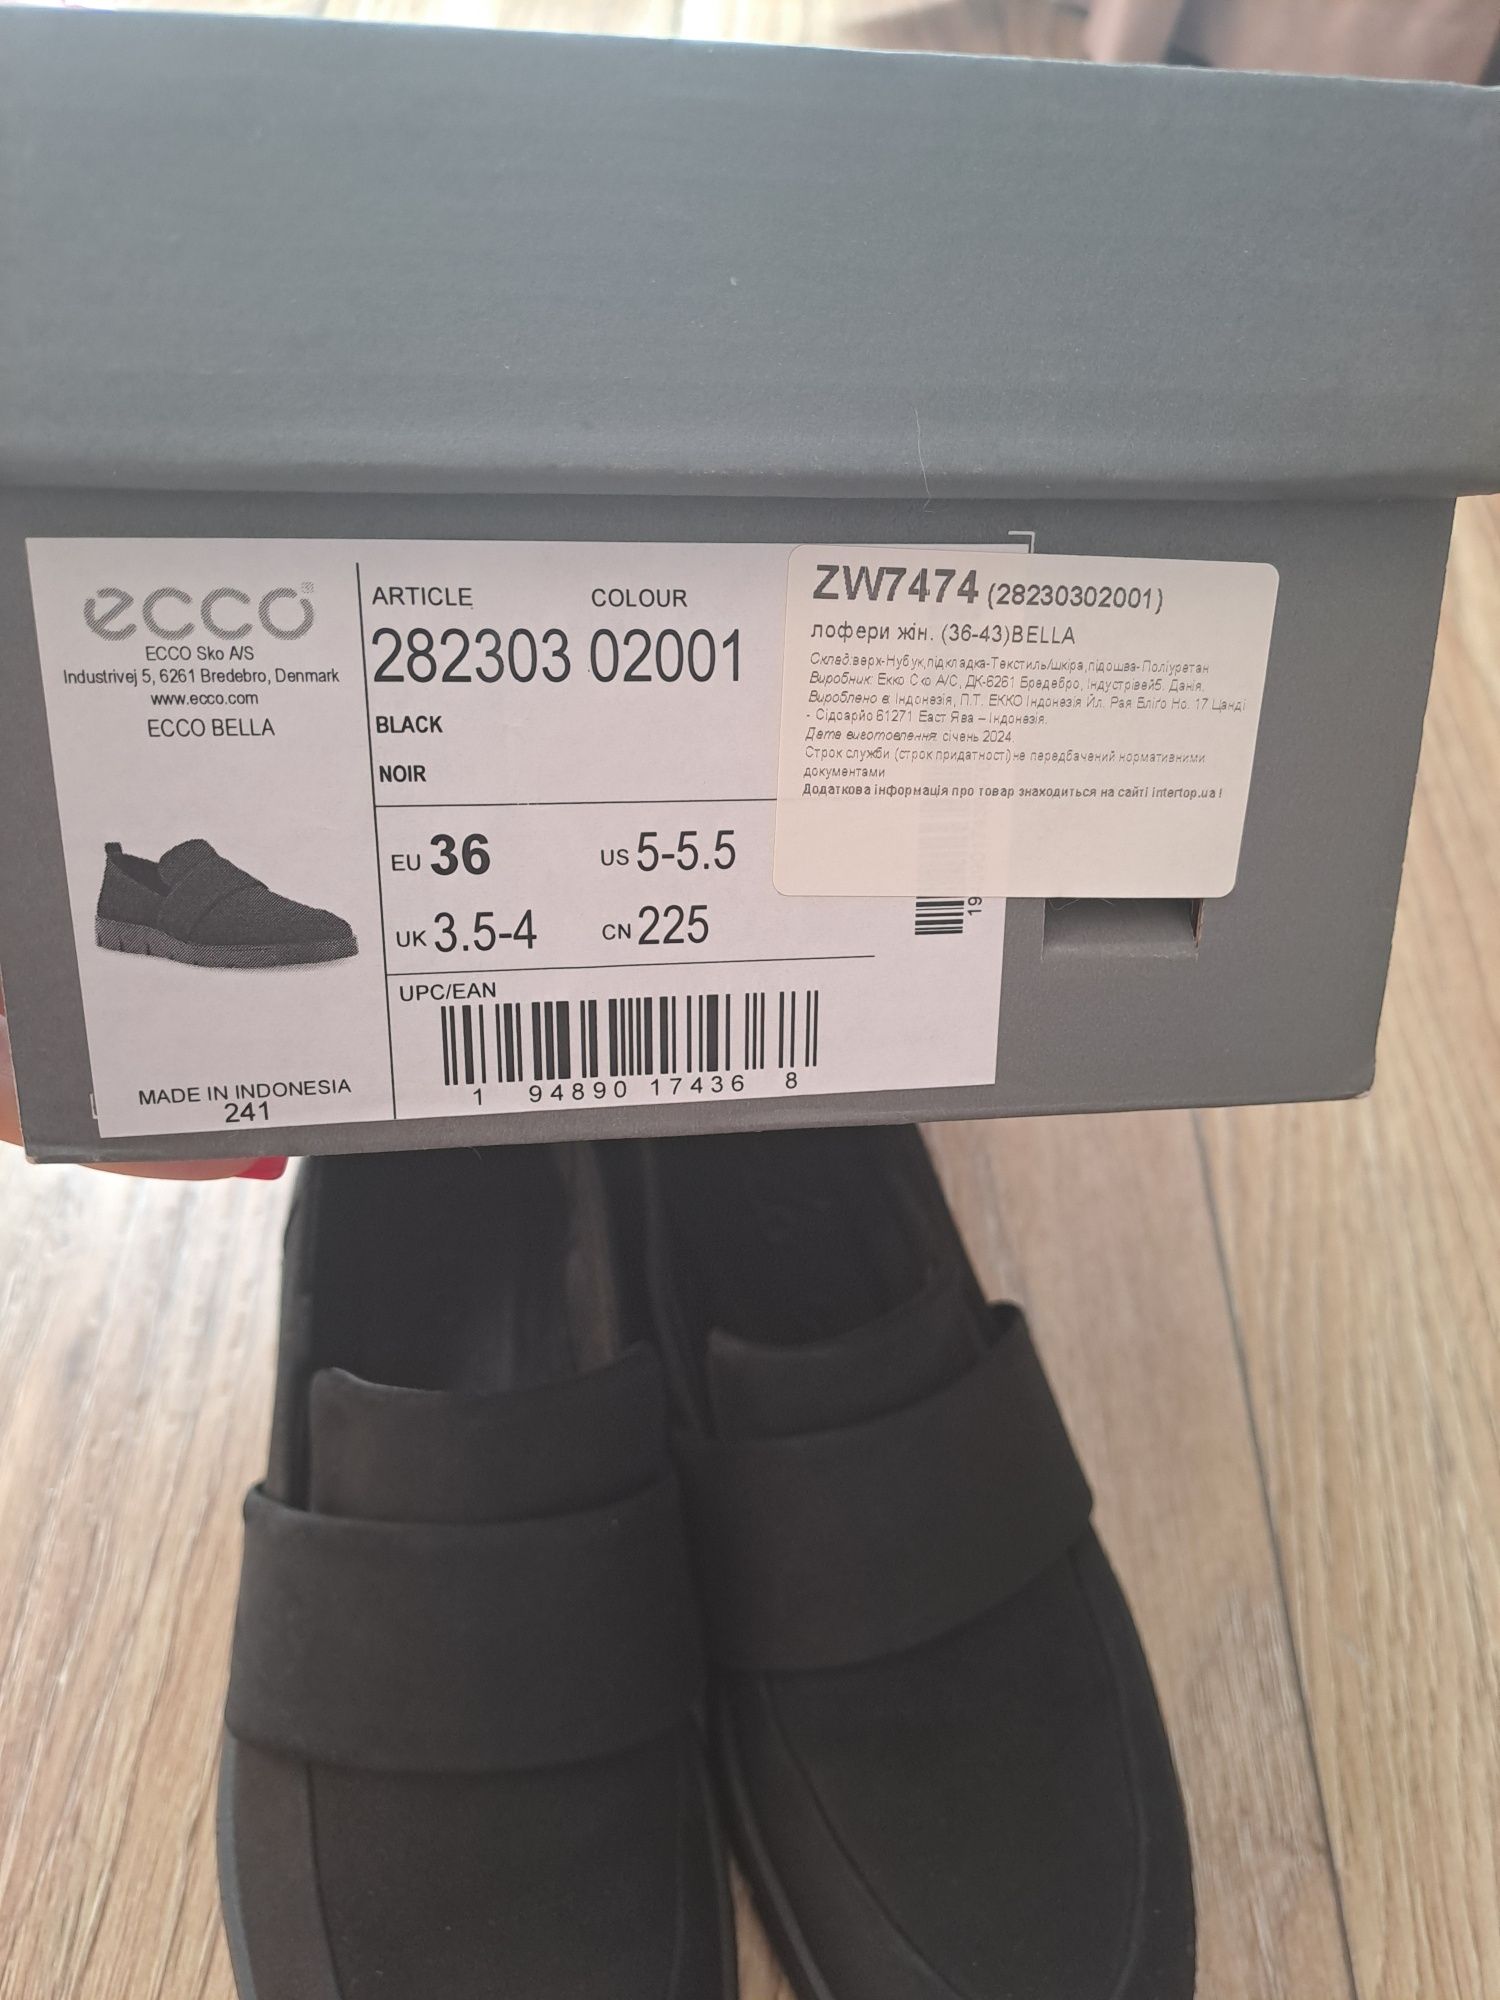 ecco
ECCO Sko A/S
Industrivej 5, 6261 Bredebro, Denmark
www.ecco.com
ECCO BELLA
MADE IN INDONESIA
241
ARTICLE COLOUR
282303 02001
BLACK
NOIR
EU 36 US 5-5.5
UK 3.5-4 CN 225
UPC/EAN
1 94890 17436 8
19
ZW7474 (28230302001)
лофери жін. (36-43)BELLA
Склад:верх-Нубук,підкладка-Текстиль/шкіра,підошва-Поліуретан
Виробник: Екко Ско А/С, ДК-6261 Бредебро, Індустрівей5. Данія.
Вироблено в: Індонезія, П.Т. ЕККО Індонезія Йл. Рая Бліґо Но. 17 Цанді
- Сідоарйо 61271 Еаст Ява – Індонезія.
Дата виготовлення: січень 2024.
Строк служби (строк придатності) не передбачений нормативними
документами
Додаткова інформація про товар знаходиться на сайті intertop.ua !